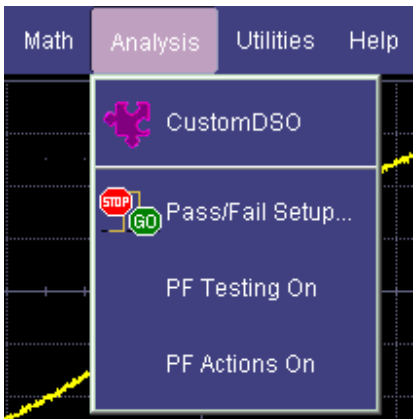 Math Analysis Utilities Help
CustomDSO
STOP
GO
Pass/Fail Setup...
PF Testing On
PF Actions On